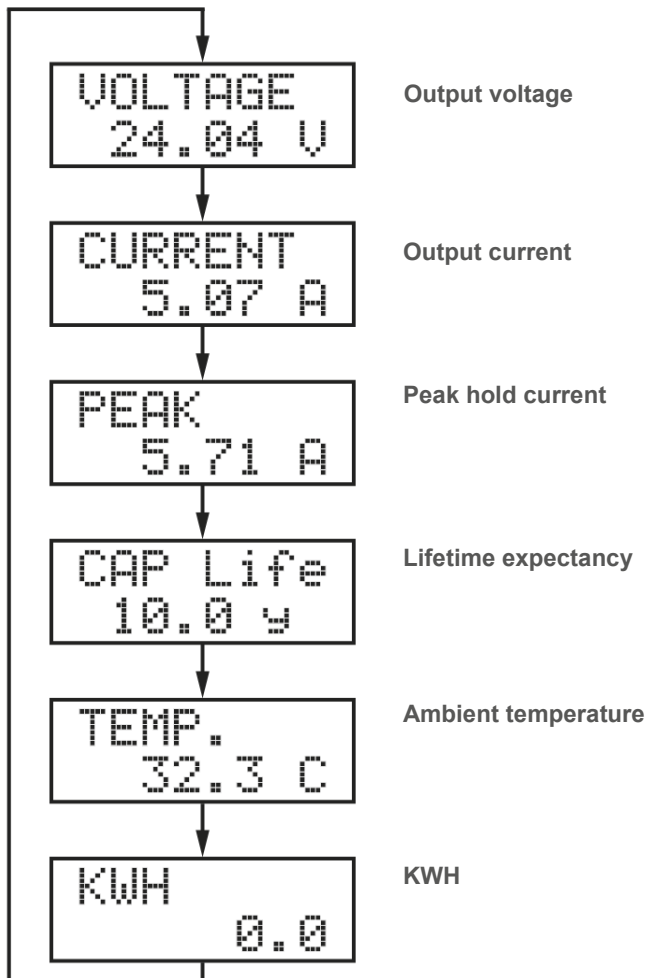 VOLTAGE
24.04 V
Output voltage
CURRENT
5.07 A
Output current
PEAK
5.71 A
Peak hold current
CAP Life
10.0 y
Lifetime expectancy
TEMP.
32.3 C
Ambient temperature
KWH
0.0
KWH